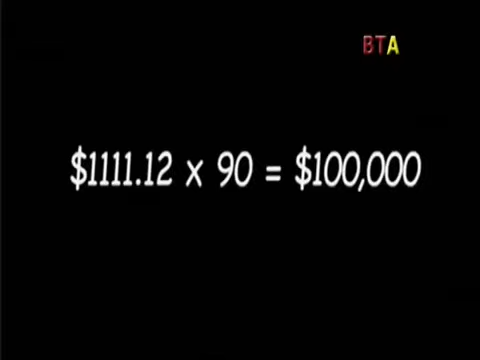 BTA
$1111.12 x 90 = $100,000